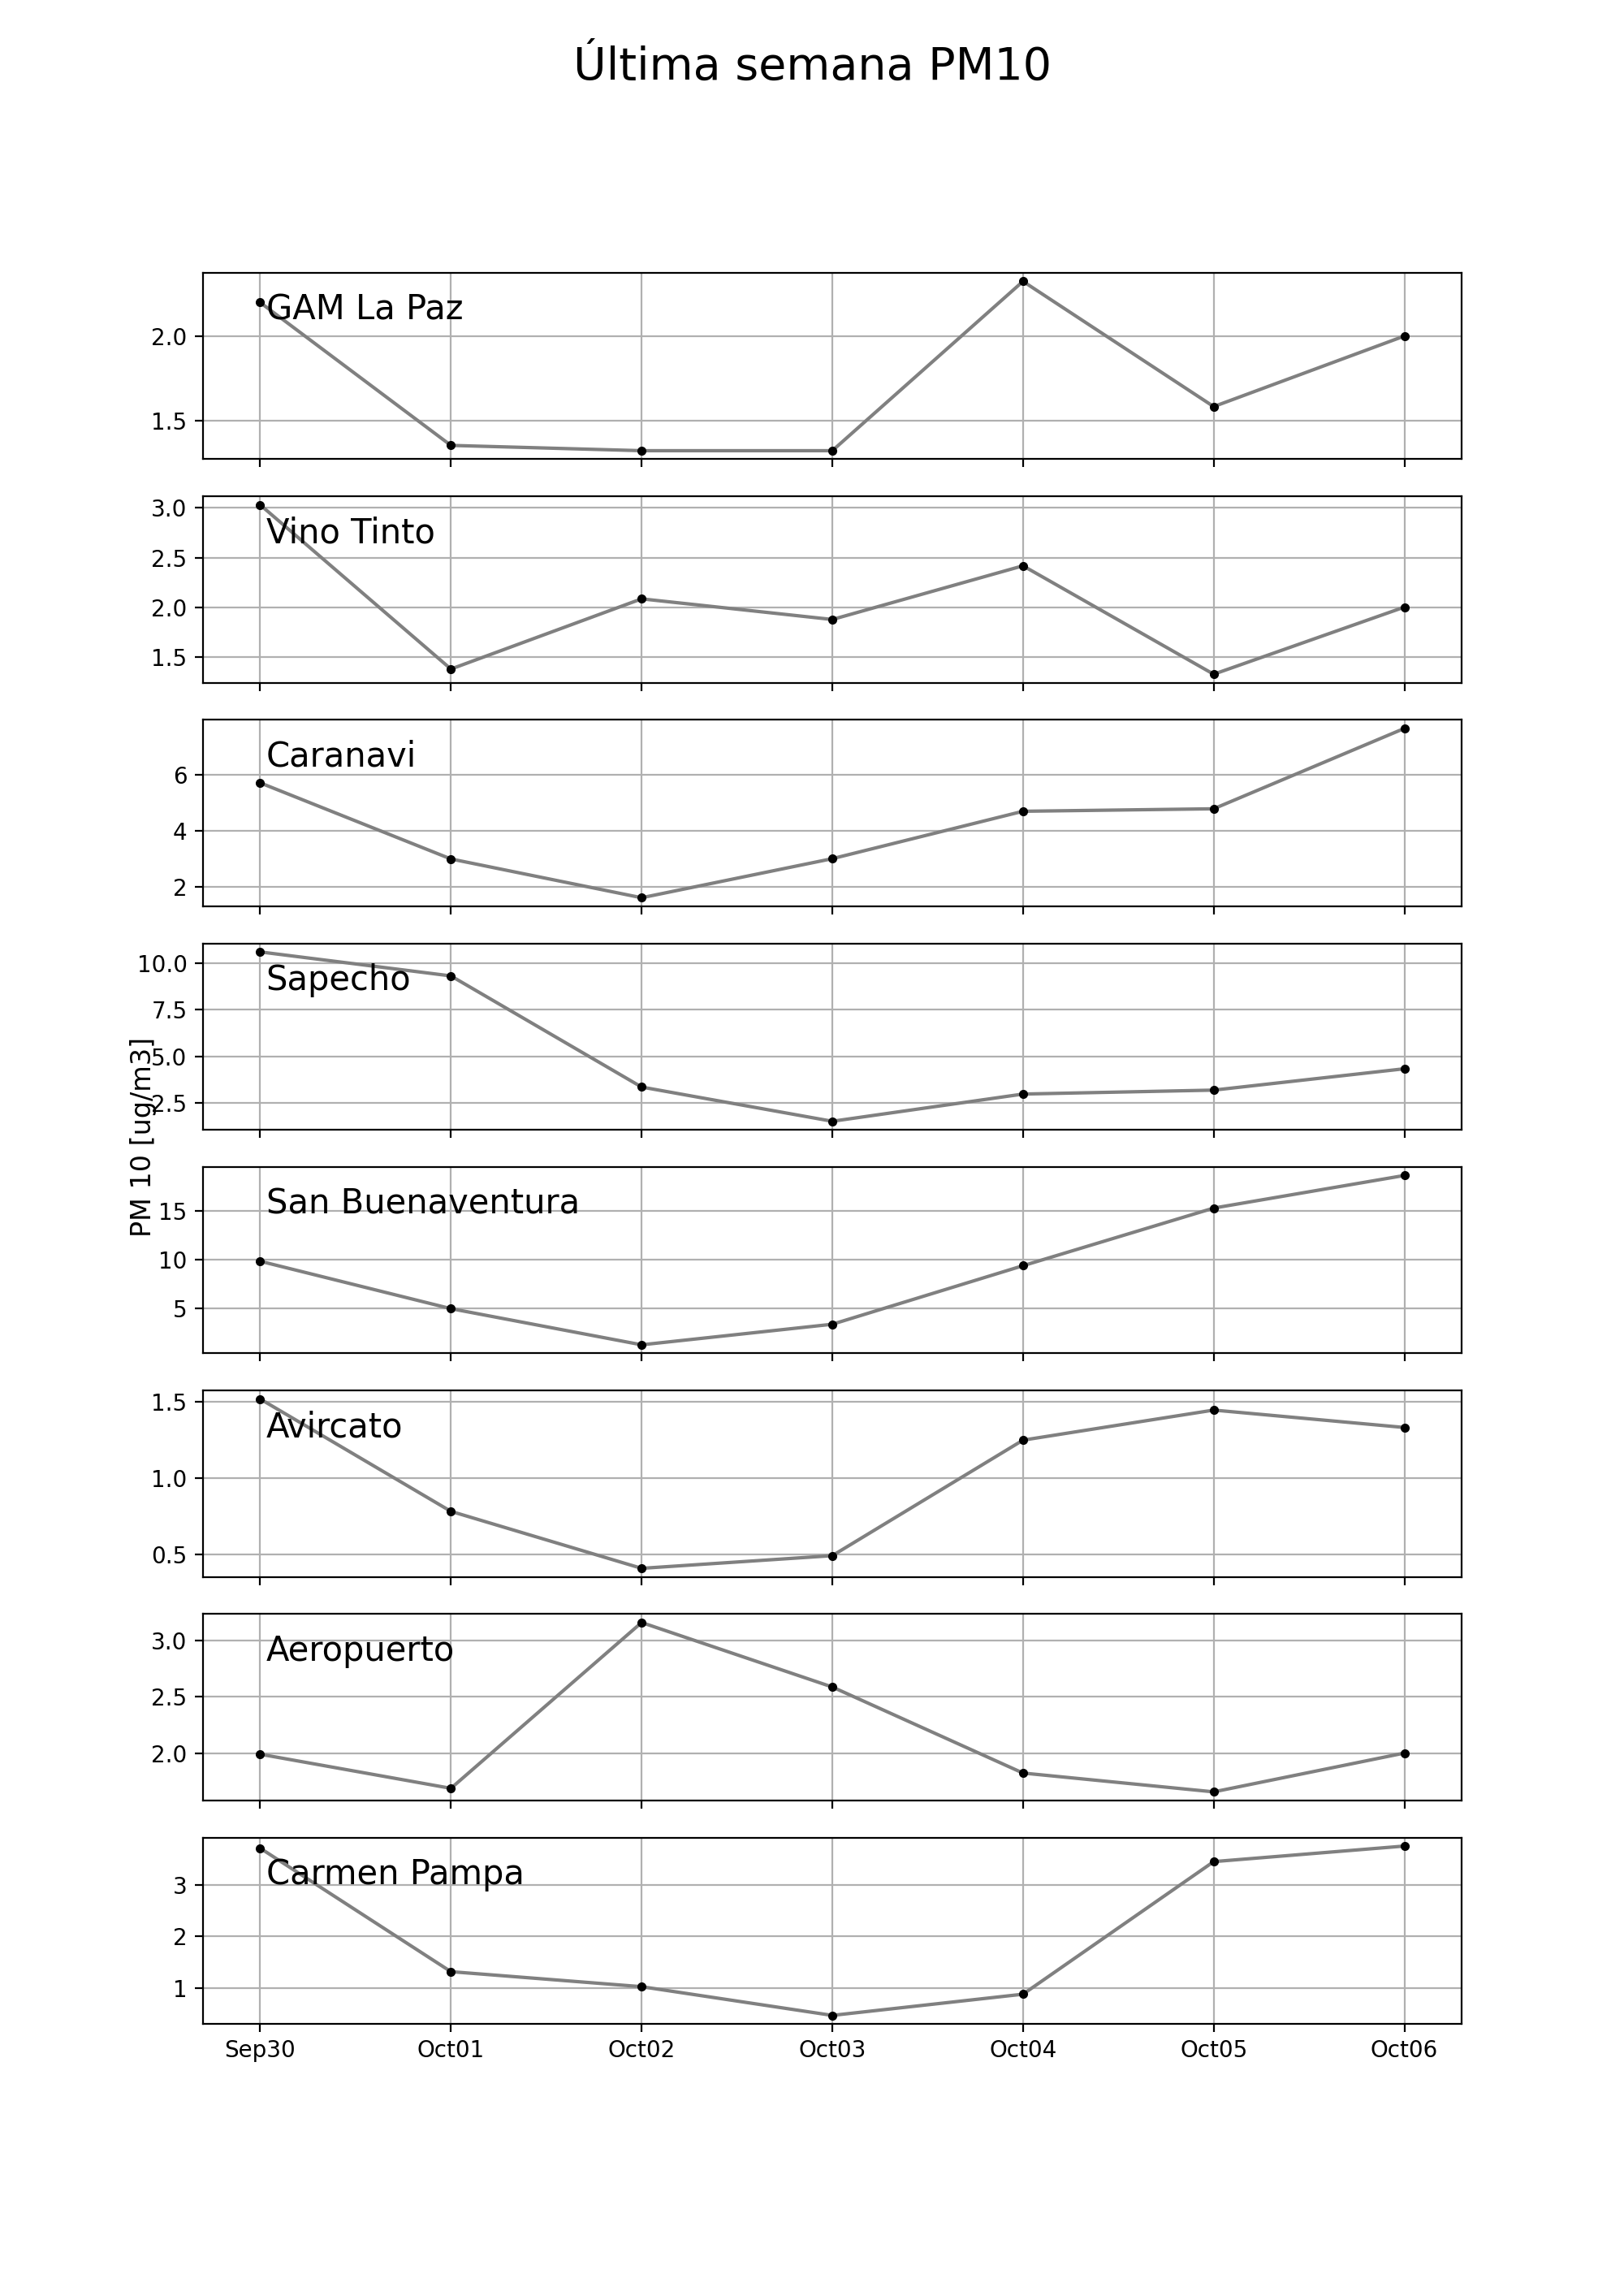 Última semana PM10
GAM La Paz
2.0
1.5
Vino Tinto
3.0
2.5
2.0
1.5
Caranavi
6
4
2
Sapecho
10.0
7.5
5.0
2.5
PM 10 [ug/m3]
San Buenaventura
15
10
5
Avircato
1.5
1.0
0.5
Aeropuerto
3.0
2.5
2.0
Carmen Pampa
3
2
1
Sep30 Oct01 Oct02 Oct03 Oct04 Oct05 Oct06